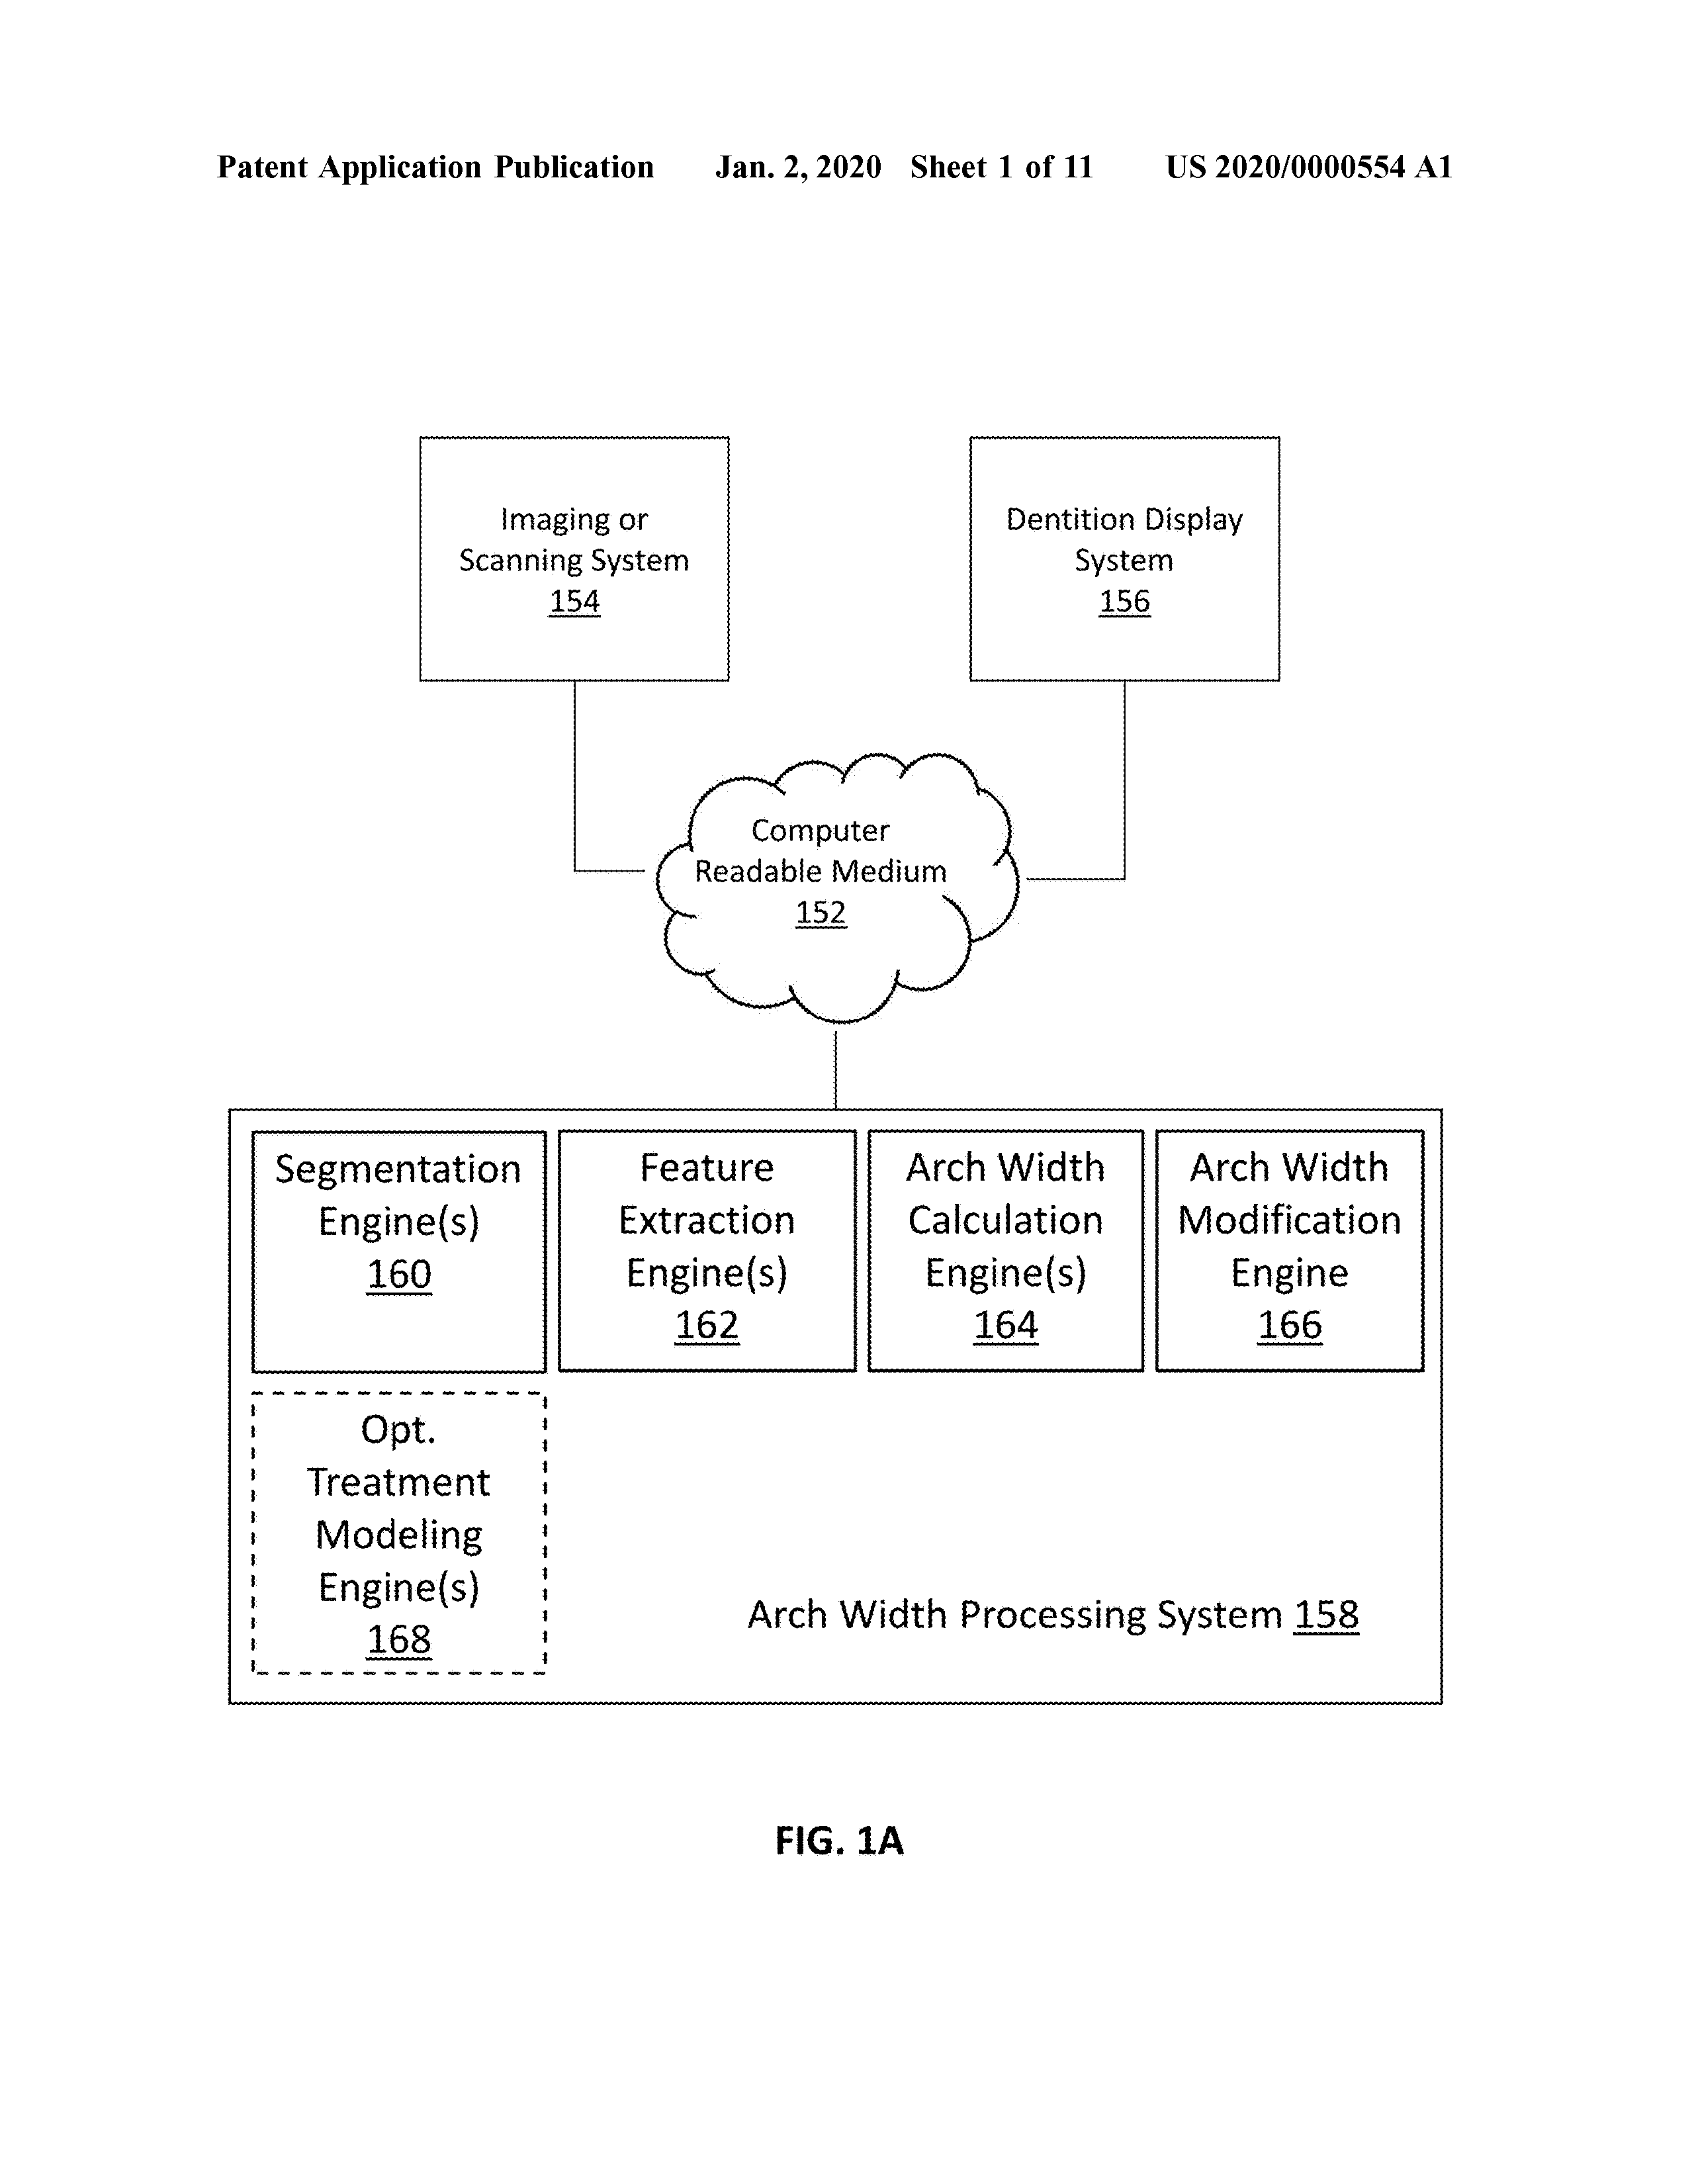 Patent Application Publication Jan. 2, 2020 Sheet 1 of 11 US 2020/0000554 A1
Imaging or
Scanning System
154
Dentition Display
System
156
Computer
Readable Medium
152
Segmentation
Engine(s)
160
Feature
Extraction
Engine(s)
162
Arch Width
Calculation
Engine(s)
164
Arch Width
Modification
Engine
166
Opt.
Treatment
Modeling
Engine(s)
168
Arch Width Processing System 158
FIG. 1A